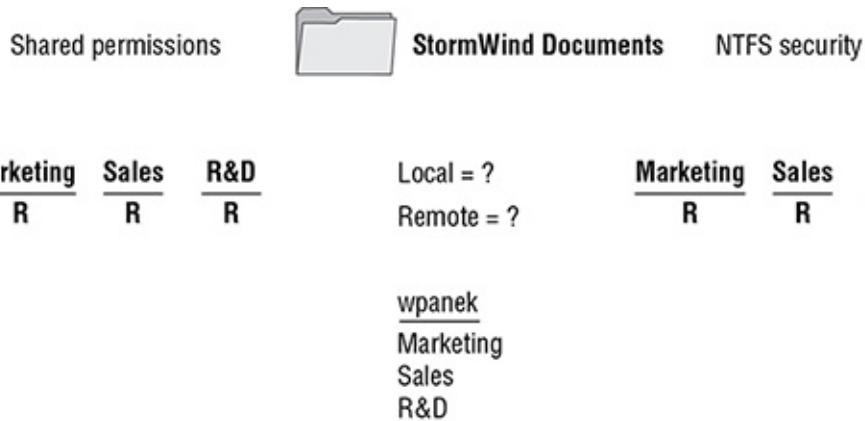 Shared permissions StormWind Documents NTFS security
rketing Sales R&D Local = ? Marketing Sales
R R R Remote = ? R R
wpanek
Marketing
Sales
R&D